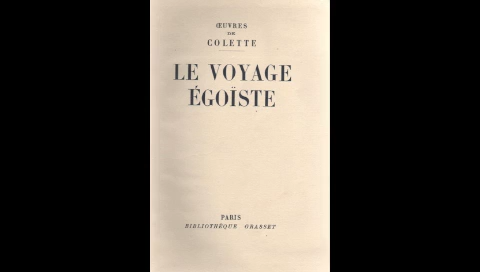 ŒUVRES
DE
COLETTE
LE VOYAGE
ÉGOÏSTE
PARIS
BIBLIOTHÈQUE GRASSET